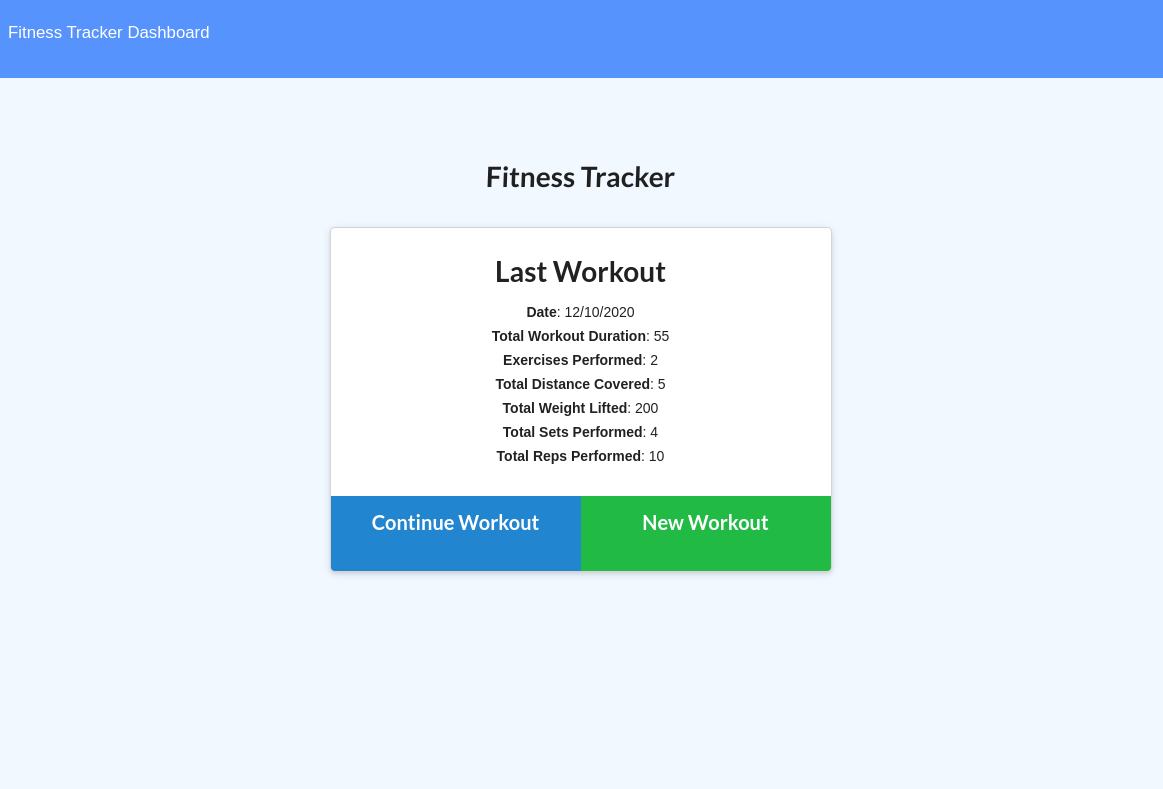 Fitness Tracker Dashboard
Fitness Tracker
Last Workout
Date: 12/10/2020
Total Workout Duration: 55
Exercises Performed: 2
Total Distance Covered: 5
Total Weight Lifted: 200
Total Sets Performed: 4
Total Reps Performed: 10
Continue Workout New Workout